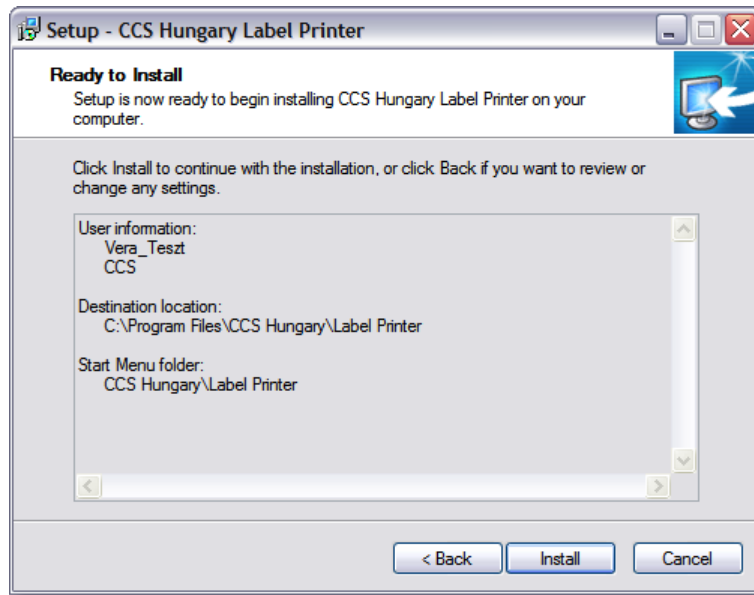 Setup - CCS Hungary Label Printer
Ready to Install
Setup is now ready to begin installing CCS Hungary Label Printer on your
computer.
Click Install to continue with the installation, or click Back if you want to review or
change any settings.
User information:
Vera_Teszt
CCS
Destination location:
C:\Program Files\CCS Hungary\Label Printer
Start Menu folder:
CCS Hungary\Label Printer
< Back
Install
Cancel